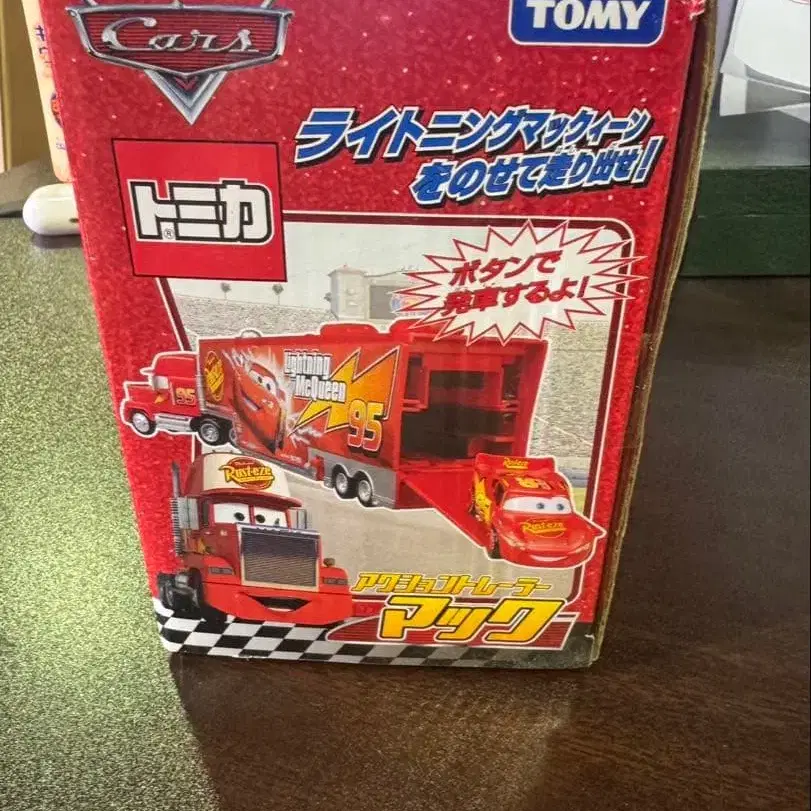 Cars
TOMY
ライトニングマックィーン
をのせて走り出せ!
トミカ®
ボタンで
発車するよ!
Lightning
McQueen
95
95
Rust-eze
Rust-eze
Rust-eze
アクショントレーラー
マック